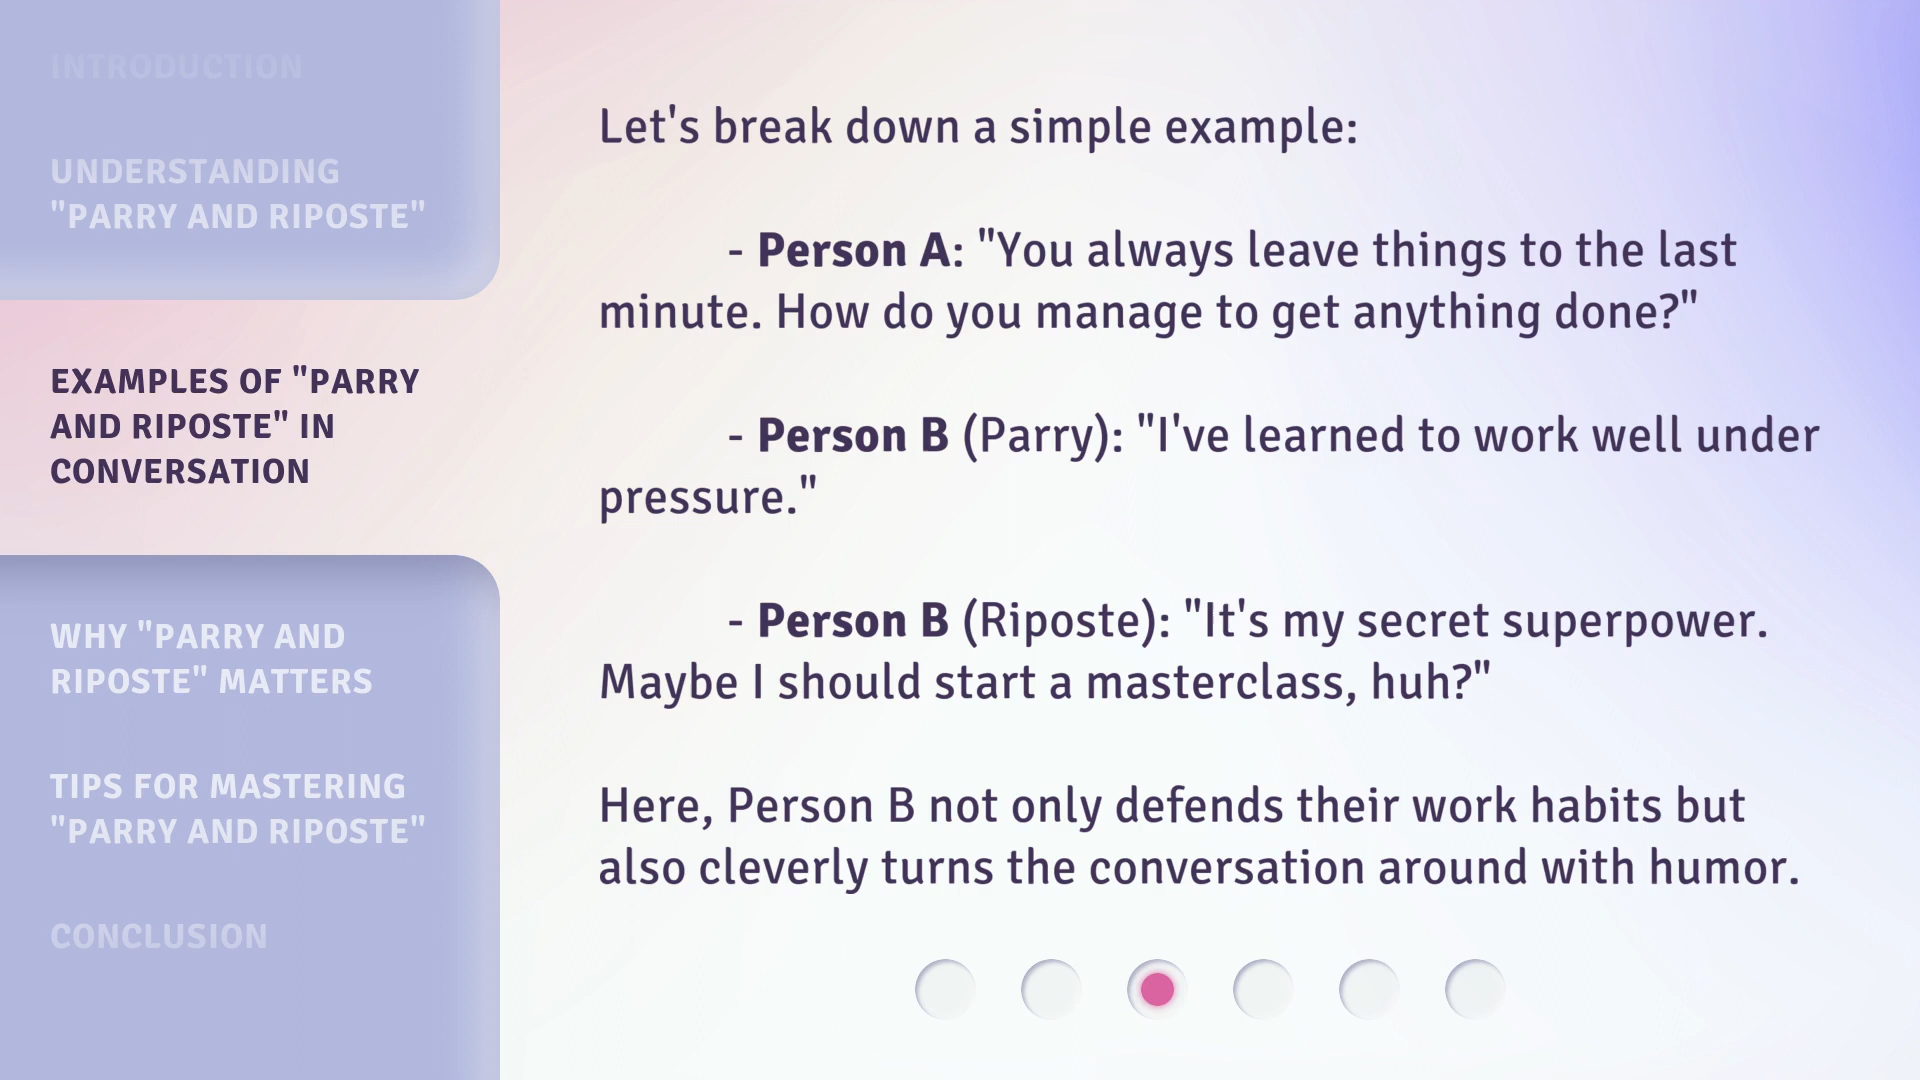 INTRODUCTION
UNDERSTANDING
"PARRY AND RIPOSTE"
EXAMPLES OF "PARRY
AND RIPOSTE" IN
CONVERSATION
WHY "PARRY AND
RIPOSTE" MATTERS
TIPS FOR MASTERING
"PARRY AND RIPOSTE"
CONCLUSION
Let's break down a simple example:
- Person A: "You always leave things to the last
minute. How do you manage to get anything done?"
- Person B (Parry): "I've learned to work well under
pressure."
- Person B (Riposte): "It's my secret superpower.
Maybe I should start a masterclass, huh?"
Here, Person B not only defends their work habits but
also cleverly turns the conversation around with humor.